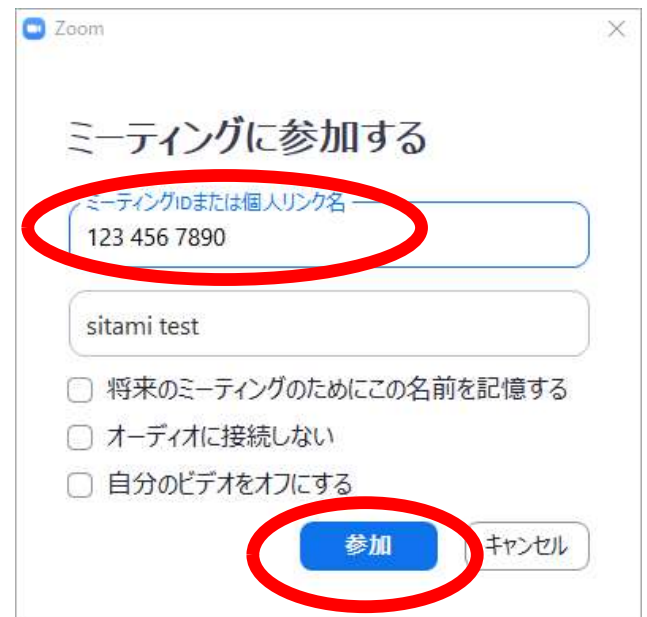 Zoom
ミーティングに参加する
ミーティングIDまたは個人リンク名
123 456 7890
sitami test
将来のミーティングのためにこの名前を記憶する
オーディオに接続しない
自分のビデオをオフにする
参加 キャンセル